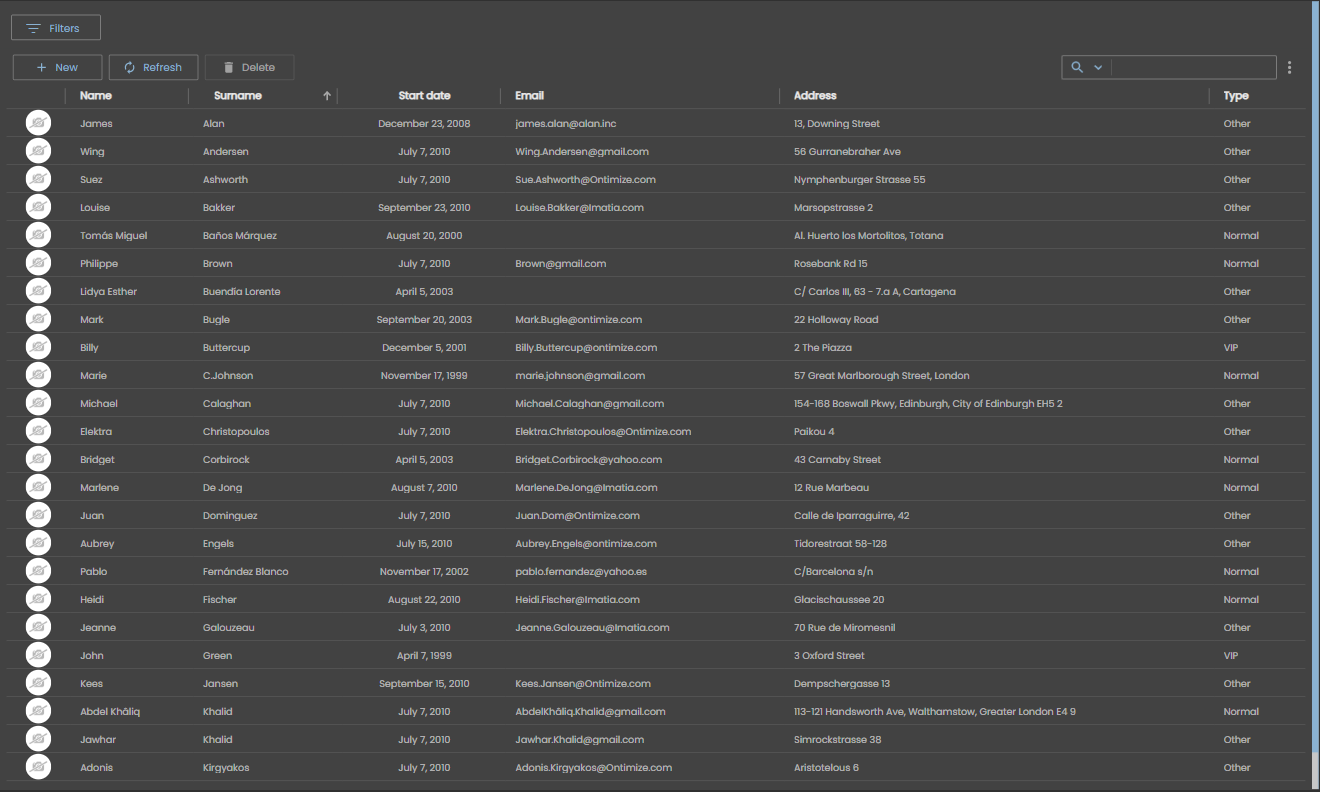 Filters
New Refresh Delete
Name Surname Start date Email Address Type
James Alan December 23, 2008 james.alan@alan.inc 13, Downing Street Other
Wing Andersen July 7, 2010 Wing.Andersen@gmail.com 56 Gurranebraher Ave Other
Suez Ashworth July 7, 2010 Sue.Ashworth@Ontimize.com Nymphenburger Strasse 55 Other
Louise Bakker September 23, 2010 Louise.Bakker@Imatia.com Marsopstrasse 2 Other
Tomás Miguel Baños Márquez August 20, 2000 Al. Huerto los Mortolitos, Totana Normal
Philippe Brown July 7, 2010 Brown@gmail.com Rosebank Rd 15 Normal
Lidya Esther Buendía Lorente April 5, 2003 C/ Carlos III, 63 - 7.a A, Cartagena Other
Mark Bugle September 20, 2003 Mark.Bugle@ontimize.com 22 Holloway Road Other
Billy Buttercup December 5, 2001 Billy.Buttercup@ontimize.com 2 The Piazza VIP
Marie C.Johnson November 17, 1999 marie.johnson@gmail.com 57 Great Marlborough Street, London Normal
Michael Calaghan July 7, 2010 Michael.Calaghan@gmail.com 154-168 Boswall Pkwy, Edinburgh, City of Edinburgh EH5 2 Other
Elektra Christopoulos July 7, 2010 Elektra.Christopoulos@Ontimize.com Paikou 4 Other
Bridget Corbirock April 5, 2003 Bridget.Corbirock@yahoo.com 43 Carnaby Street Normal
Marlene De Jong August 7, 2010 Marlene.DeJong@Imatia.com 12 Rue Marbeau Normal
Juan Dominguez July 7, 2010 Juan.Dom@Ontimize.com Calle de Iparraguirre, 42 Other
Aubrey Engels July 15, 2010 Aubrey.Engels@ontimize.com Tidorestraat 58-128 Other
Pablo Fernández Blanco November 17, 2002 pablo.fernandez@yahoo.es C/Barcelona s/n Normal
Heidi Fischer August 22, 2010 Heidi.Fischer@Imatia.com Glacischaussee 20 Normal
Jeanne Galouzeau July 3, 2010 Jeanne.Galouzeau@Imatia.com 70 Rue de Miromesnil Other
John Green April 7, 1999 3 Oxford Street VIP
Kees Jansen September 15, 2010 Kees.Jansen@Ontimize.com Dempschergasse 13 Other
Abdel Khâliq Khalid July 7, 2010 AbdelKhâliq.Khalid@gmail.com 113-121 Handsworth Ave, Walthamstow, Greater London E4 9 Normal
Jawhar Khalid July 7, 2010 Jawhar.Khalid@gmail.com Simrockstrasse 38 Other
Adonis Kirgyakos July 7, 2010 Adonis.Kirgyakos@Ontimize.com Aristotelous 6 Other